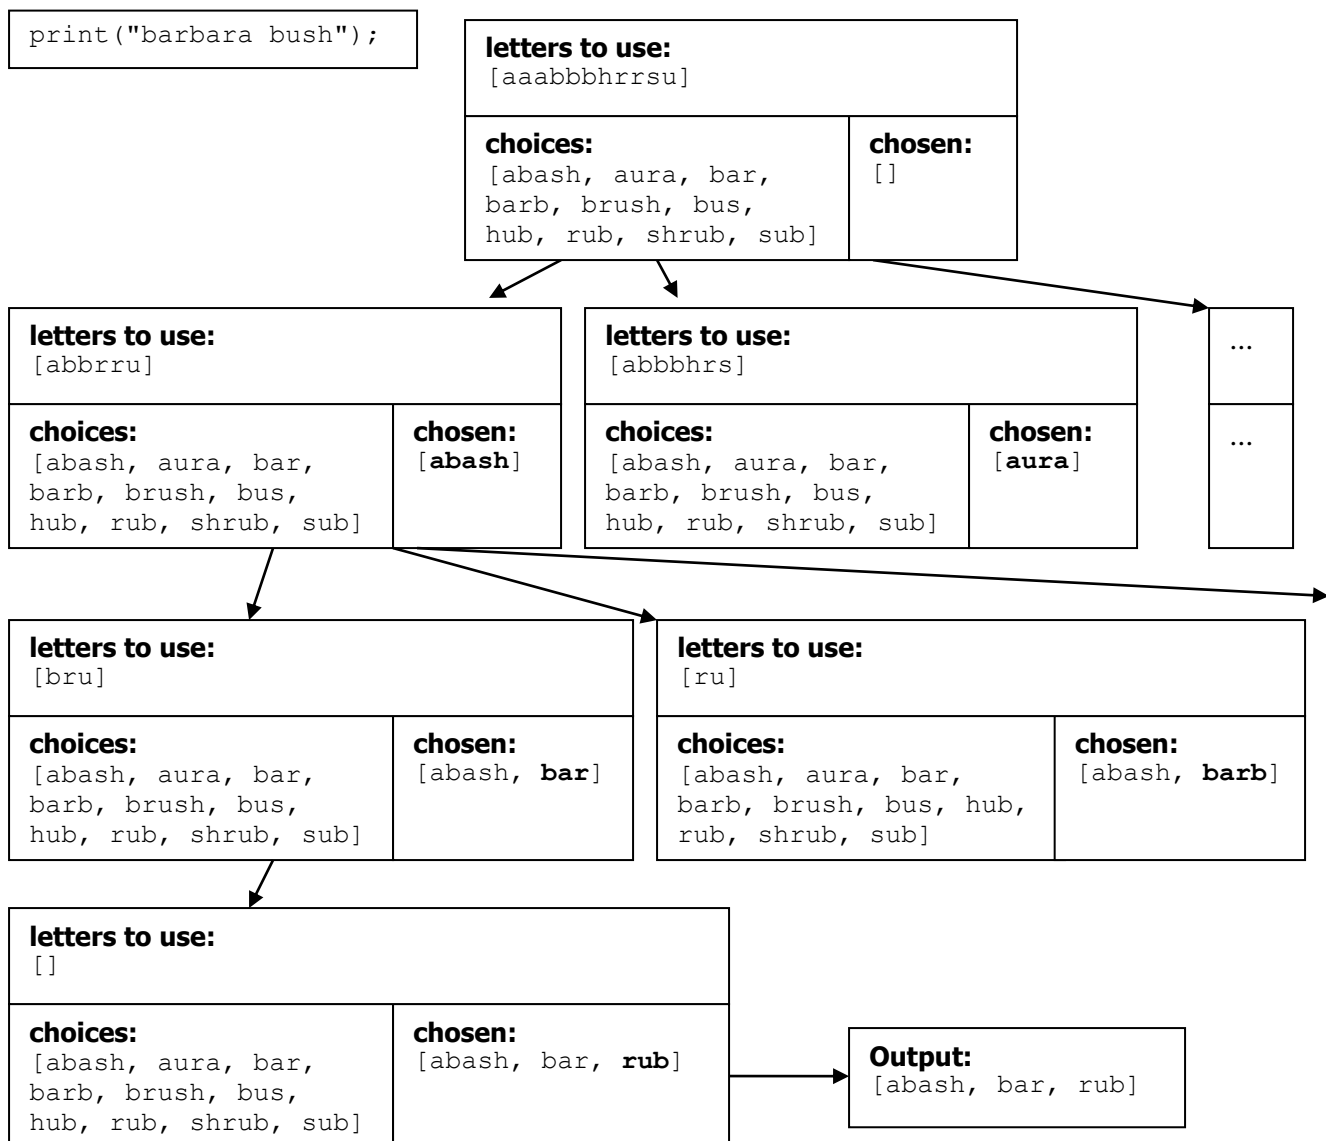 print("barbara bush");
letters to use:
[aaabbbhrrsu]
choices:
[abash, aura, bar,
barb, brush, bus,
hub, rub, shrub, sub]
chosen:
[]
letters to use:
[abbrru]
choices:
[abash, aura, bar,
barb, brush, bus,
hub, rub, shrub, sub]
chosen:
[abash]
letters to use:
[abbbhrs]
choices:
[abash, aura, bar,
barb, brush, bus,
hub, rub, shrub, sub]
chosen:
[aura]
...
...
letters to use:
[bru]
choices:
[abash, aura, bar,
barb, brush, bus,
hub, rub, shrub, sub]
chosen:
[abash, bar]
letters to use:
[ru]
choices:
[abash, aura, bar,
barb, brush, bus, hub,
rub, shrub, sub]
chosen:
[abash, barb]
letters to use:
[]
choices:
[abash, aura, bar,
barb, brush, bus,
hub, rub, shrub, sub]
chosen:
[abash, bar, rub]
Output:
[abash, bar, rub]